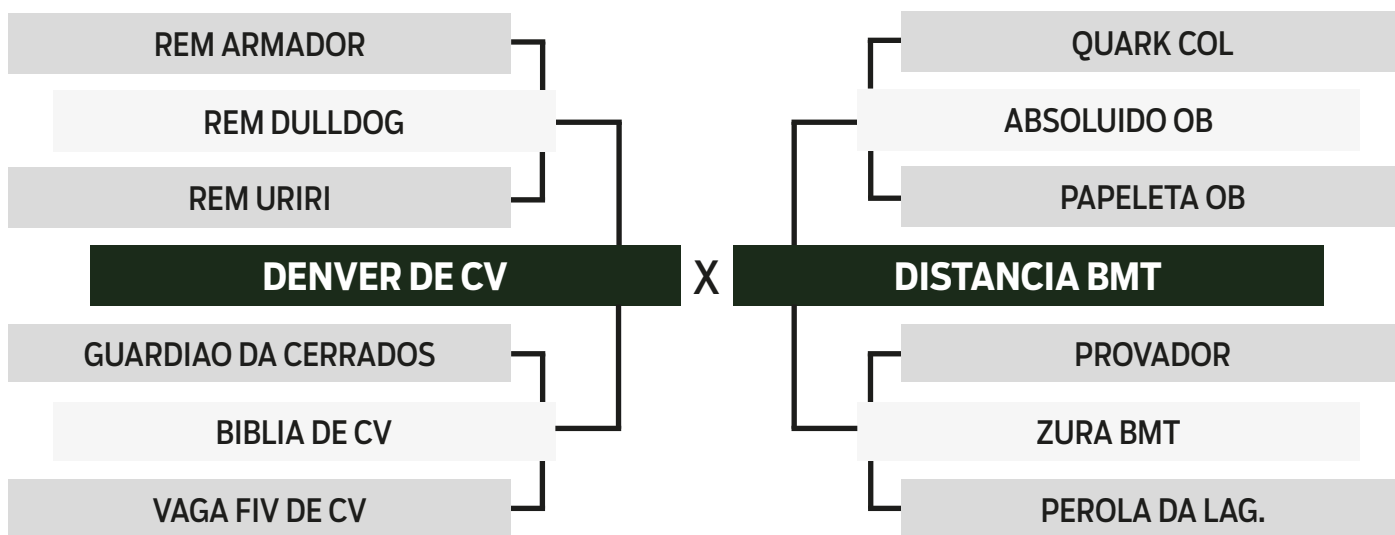 REM ARMADOR
REM DULLDOG
REM URIRI
DENVER DE CV
GUARDIAO DA CERRADOS
BIBLIA DE CV
VAGA FIV DE CV
X
QUARK COL
ABSOLUIDO OB
PAPELETA OB
DISTANCIA BMT
PROVADOR
ZURA BMT
PEROLA DA LAG.